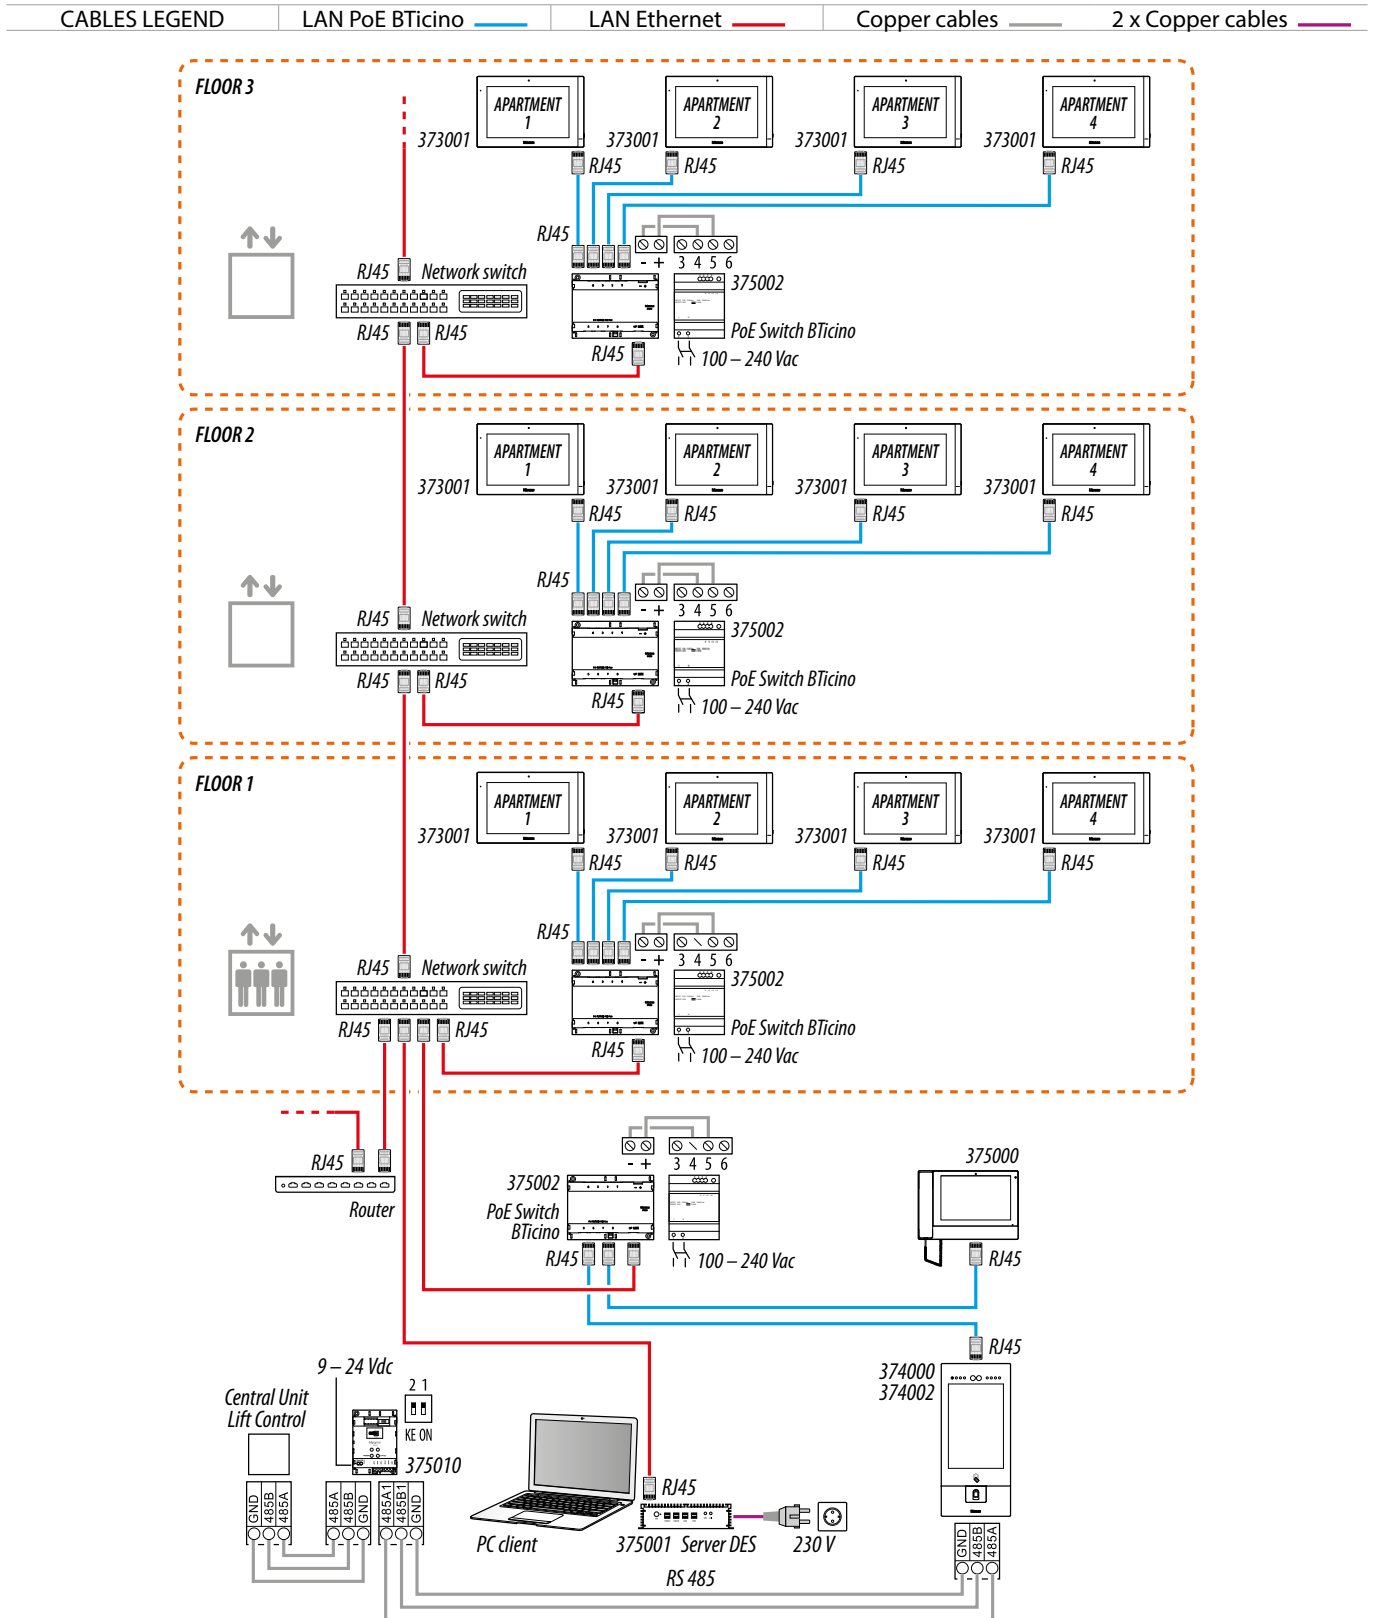 CABLES LEGEND LAN PoE BTicino LAN Ethernet Copper cables 2 x Copper cables
FLOOR 3
APARTMENT 1
APARTMENT 2
APARTMENT 3
APARTMENT 4
373001 373001 373001 373001
RJ45 RJ45 RJ45 RJ45
RJ45
- + 3 4 5 6
RJ45 Network switch
375002
RJ45 RJ45
PoE Switch BTicino
RJ45
100 – 240 Vac
FLOOR 2
APARTMENT 1
APARTMENT 2
APARTMENT 3
APARTMENT 4
373001 373001 373001 373001
RJ45 RJ45 RJ45 RJ45
RJ45
- + 3 4 5 6
RJ45 Network switch
375002
RJ45 RJ45
PoE Switch BTicino
RJ45
100 – 240 Vac
FLOOR 1
APARTMENT 1
APARTMENT 2
APARTMENT 3
APARTMENT 4
373001 373001 373001 373001
RJ45 RJ45 RJ45 RJ45
RJ45
- + 3 4 5 6
RJ45 Network switch
375002
RJ45 RJ45
PoE Switch BTicino
RJ45
100 – 240 Vac
RJ45
Router
- + 3 4 5 6
375002
PoE Switch
BTicino
RJ45
100 – 240 Vac
375000
RJ45
RJ45
374000
374002
9 – 24 Vdc
Central Unit
Lift Control
2 1
KE ON
375010
GND 485B 485A
485A 485B GND
485A1 485B1 GND
PC client
RJ45
375001 Server DES
230 V
GND 485B 485A
RS 485